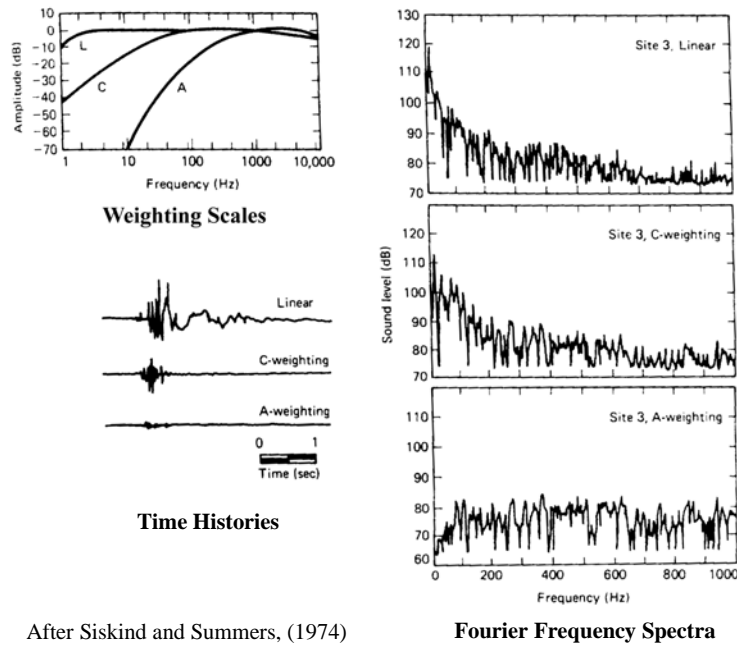 Amplitude (dB)
10
0
-10
-20
-30
-40
-50
-60
-70
L
C
A
1 10 100 1000 10,000
Frequency (Hz)
Weighting Scales
Linear
C-weighting
A-weighting
0 1
Time (sec)
Time Histories
After Siskind and Summers, (1974)
Sound level (dB)
130
120
110
100
90
80
70
Site 3, Linear
120
110
100
90
80
70
Site 3, C-weighting
110
100
90
80
70
60
Site 3, A-weighting
0 200 400 600 800 1000
Frequency (Hz)
Fourier Frequency Spectra